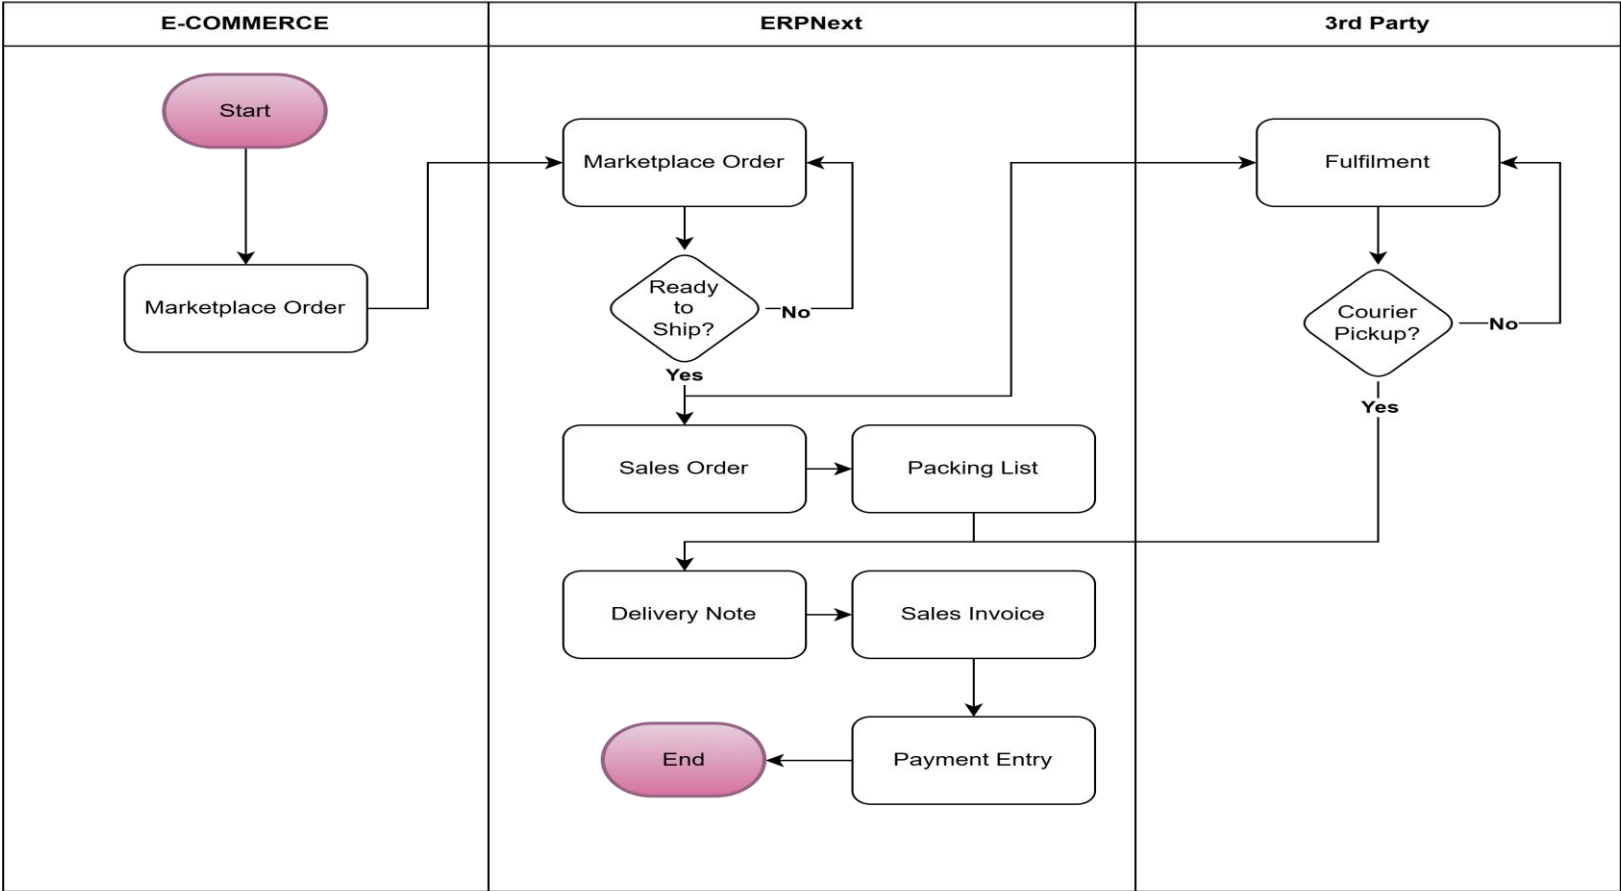 E-COMMERCE
ERPNext
3rd Party
Start
Marketplace Order
Marketplace Order
Ready
to
Ship?
No
Yes
Sales Order
Packing List
Delivery Note
Sales Invoice
Payment Entry
End
Fulfilment
Courier
Pickup?
No
Yes